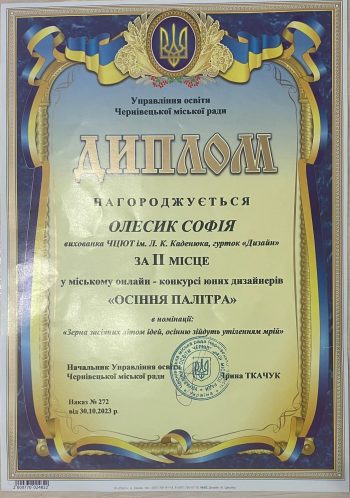 Управління освіти
Чернівецької міської ради
ДИПЛОМ
НАГОРОДЖУЄТЬСЯ
ОЛЕСИК СОФІЯ
вихованка ЧЦЮТ ім. Л. К. Каденюка, гурток «Дизайн»
ЗА II МІСЦЕ
у міському онлайн - конкурсі юних дизайнерів
«ОСІННЯ ПАЛІТРА»
в номінації:
«Зерна засіяних літом ідей, осінню зійдуть утіленням мрій»
Начальник Управління освіти
Чернівецької міської ради Ірина ТКАЧУК
Наказ № 272
від 30.10.2023 р.